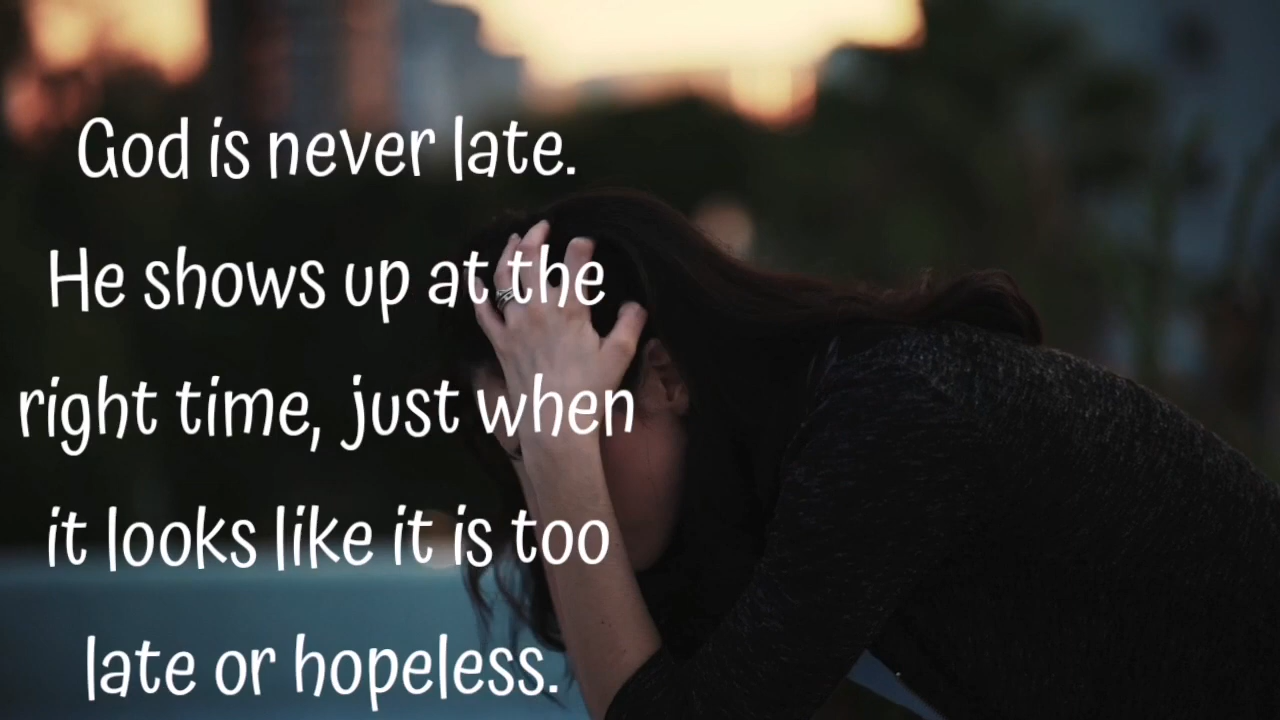 God is never late.
He shows up at the
right time, just when
it looks like it is too
late or hopeless.